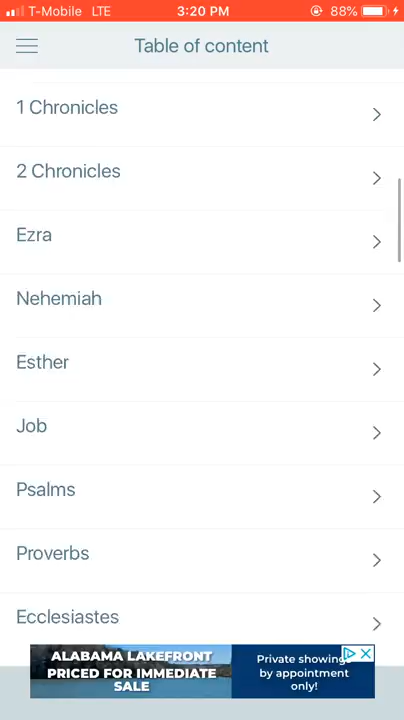 T-Mobile LTE 3:20 PM 88%
Table of content
1 Chronicles
2 Chronicles
Ezra
Nehemiah
Esther
Job
Psalms
Proverbs
Ecclesiastes
ALABAMA LAKEFRONT
PRICED FOR IMMEDIATE
SALE
Private showings
by appointment
only!